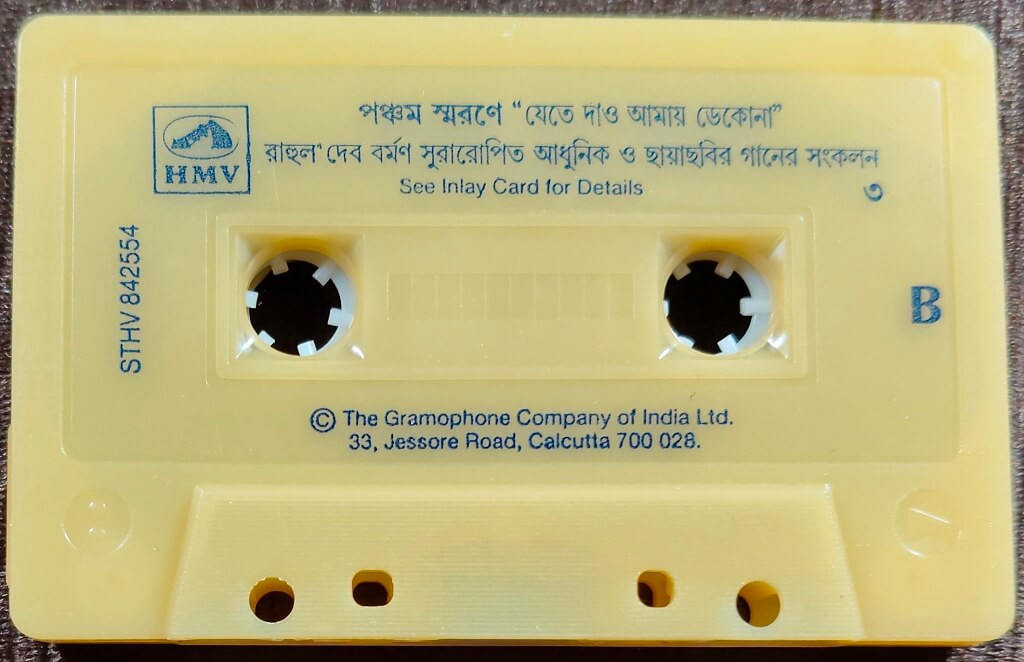 পঞ্চম স্মরণে “যেতে দাও আমায় ডেকোনা”
রাহুল দেব বর্মণ সুরারোপিত আধুনিক ও ছায়াছবির গানের সংকলন
See Inlay Card for Details
৩
HMV
STHV 842554
B
© The Gramophone Company of India Ltd.
33, Jessore Road, Calcutta 700 028.